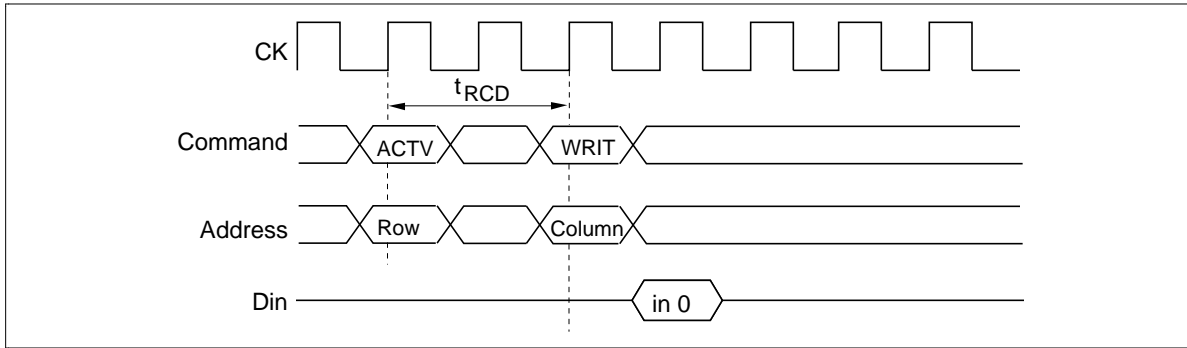 CK
tRCD
Command ACTV WRIT
Address Row Column
Din in 0